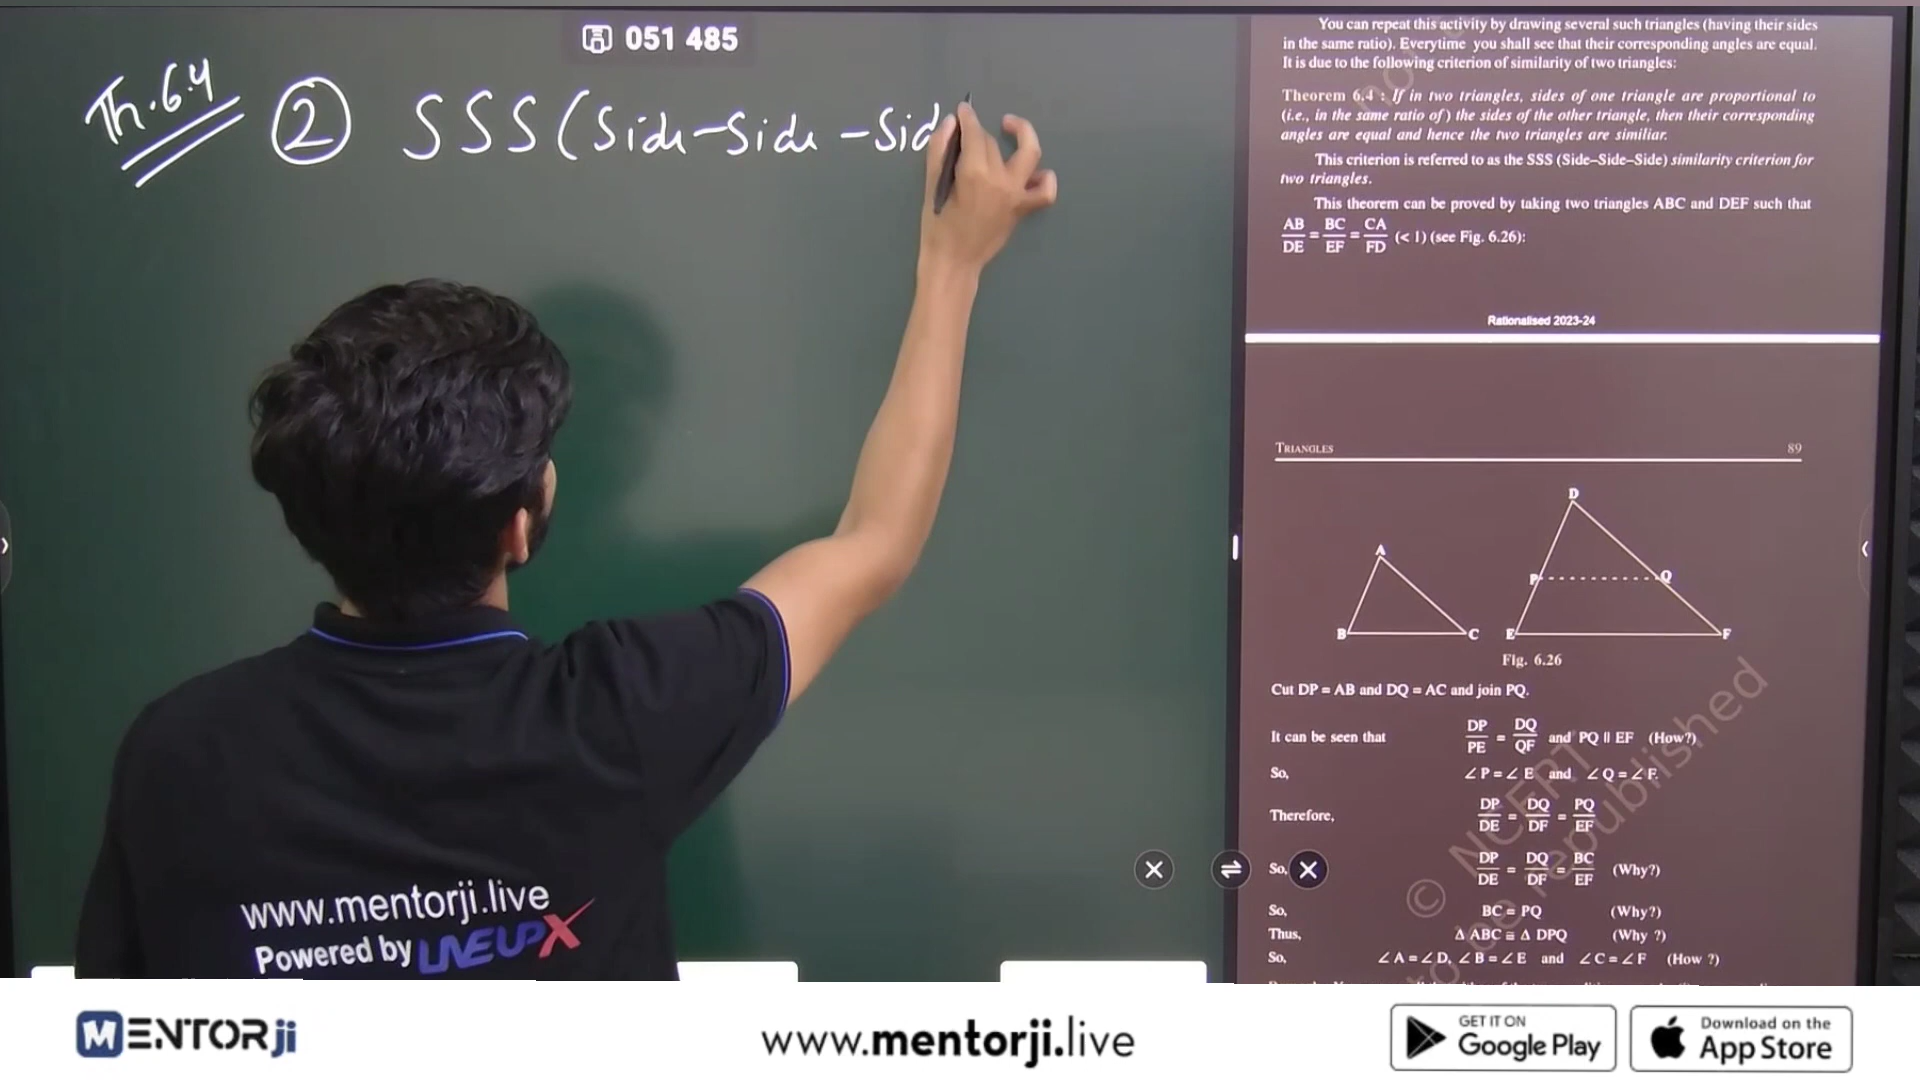 051 485
Th. 6.4 ② SSS (Side-Side-Sid
You can repeat this activity by drawing several such triangles (having their sides
in the same ratio). Everytime you shall see that their corresponding angles are equal.
It is due to the following criterion of similarity of two triangles:
Theorem 6.4 : If in two triangles, sides of one triangle are proportional to
(i.e., in the same ratio of) the sides of the other triangle, then their corresponding
angles are equal and hence the two triangles are similiar.
This criterion is referred to as the SSS (Side–Side–Side) similarity criterion for
two triangles.
This theorem can be proved by taking two triangles ABC and DEF such that
AB/DE = BC/EF = CA/FD (< 1) (see Fig. 6.26):
Rationalised 2023-24
TRIANGLES 89
D
A
P Q
B C E F
Fig. 6.26
Cut DP = AB and DQ = AC and join PQ.
It can be seen that DP/PE = DQ/QF and PQ || EF (How?)
So, ∠ P = ∠ E and ∠ Q = ∠ F.
Therefore, DP/DE = DQ/DF = PQ/EF
So, DP/DE = DQ/DF = BC/EF (Why?)
So, BC = PQ (Why?)
Thus, Δ ABC ≅ Δ DPQ (Why ?)
So, ∠ A = ∠ D, ∠ B = ∠ E and ∠ C = ∠ F (How ?)
© NCERT
not to be republished
www.mentorji.live
Powered by LIVEUPX
MENTORji
www.mentorji.live
GET IT ON
Google Play
Download on the
App Store